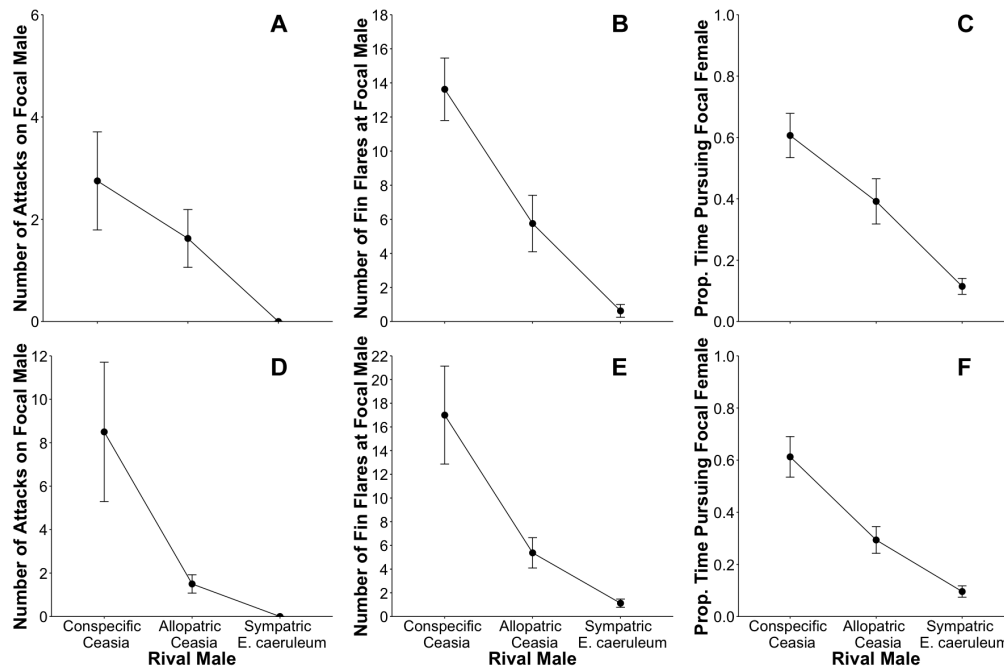 A
Number of Attacks on Focal Male
6
4
2
0
B
Number of Fin Flares at Focal Male
18
16
14
12
10
8
6
4
2
0
C
Prop. Time Pursuing Focal Female
1.0
0.8
0.6
0.4
0.2
0.0
D
Number of Attacks on Focal Male
12
10
8
6
4
2
0
Conspecific Allopatric Sympatric
Ceasia Ceasia E. caeruleum
Rival Male
E
Number of Fin Flares at Focal Male
22
20
18
16
14
12
10
8
6
4
2
0
Conspecific Allopatric Sympatric
Ceasia Ceasia E. caeruleum
Rival Male
F
Prop. Time Pursuing Focal Female
1.0
0.8
0.6
0.4
0.2
0.0
Conspecific Allopatric Sympatric
Ceasia Ceasia E. caeruleum
Rival Male